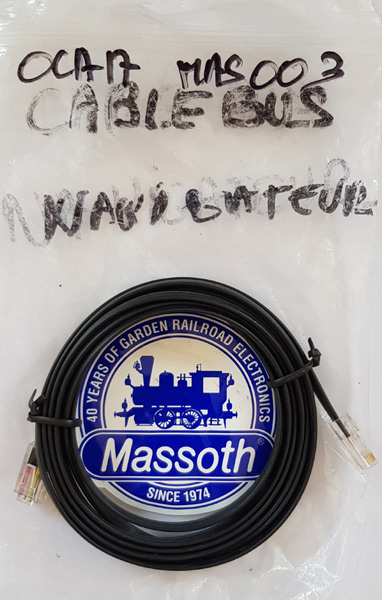 OCA17 MAS003
CABLE BUS
NAVIGATEUR
40 YEARS OF GARDEN RAILROAD ELECTRONICS
Massoth®
SINCE 1974